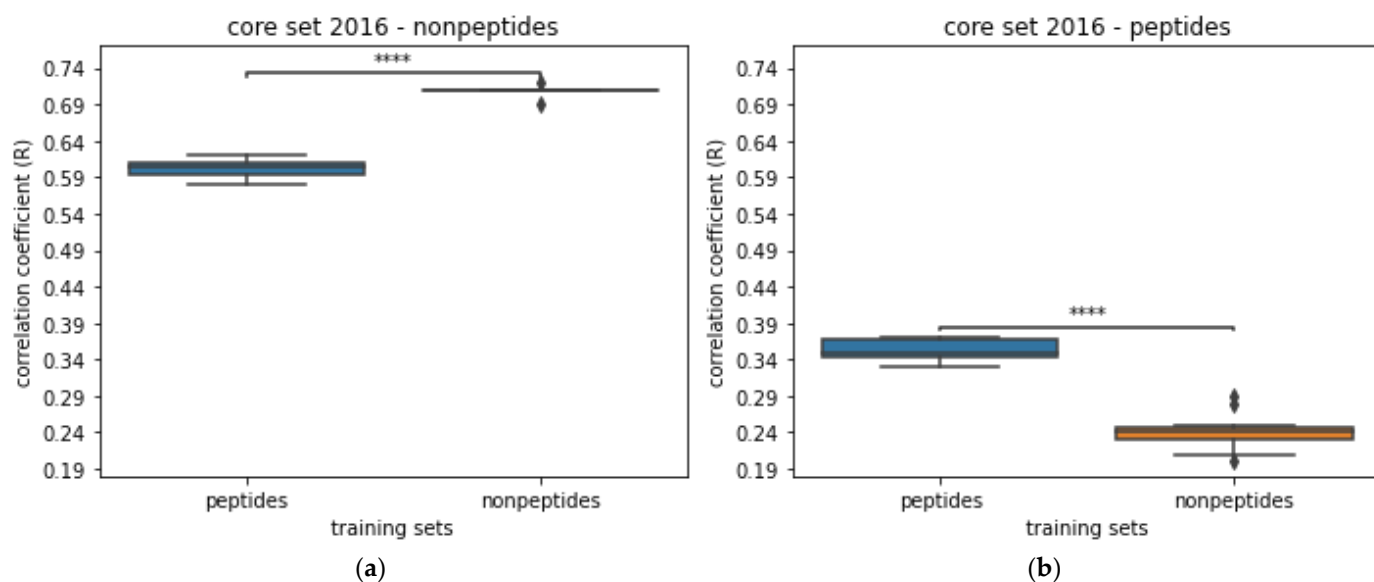 core set 2016 - nonpeptides
****
0.74
0.69
0.64
0.59
0.54
0.49
0.44
0.39
0.34
0.29
0.24
0.19
correlation coefficient (R)
peptides nonpeptides
training sets
(a)
core set 2016 - peptides
****
0.74
0.69
0.64
0.59
0.54
0.49
0.44
0.39
0.34
0.29
0.24
0.19
correlation coefficient (R)
peptides nonpeptides
training sets
(b)